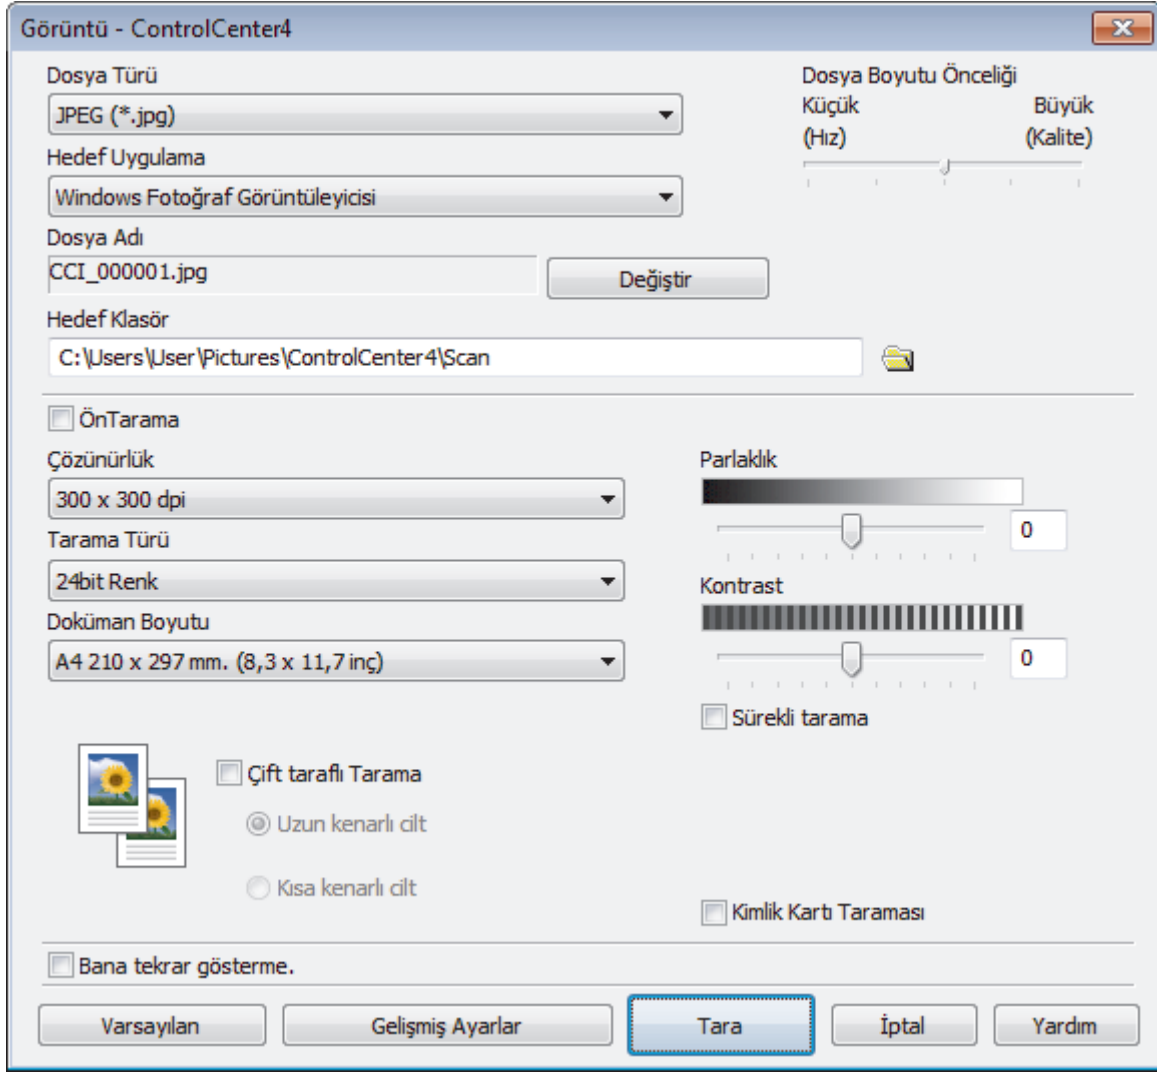 Görüntü - ControlCenter4
Dosya Türü
JPEG (*.jpg)
Hedef Uygulama
Windows Fotoğraf Görüntüleyicisi
Dosya Adı
CCI_000001.jpg
Değiştir
Hedef Klasör
C:\Users\User\Pictures\ControlCenter4\Scan
Dosya Boyutu Önceliği
Küçük Büyük
(Hız) (Kalite)
ÖnTarama
Çözünürlük
300 x 300 dpi
Tarama Türü
24bit Renk
Doküman Boyutu
A4 210 x 297 mm. (8,3 x 11,7 inç)
Parlaklık
0
Kontrast
0
Sürekli tarama
Çift taraflı Tarama
Uzun kenarlı cilt
Kısa kenarlı cilt
Kimlik Kartı Taraması
Bana tekrar gösterme.
Varsayılan Gelişmiş Ayarlar Tara İptal Yardım